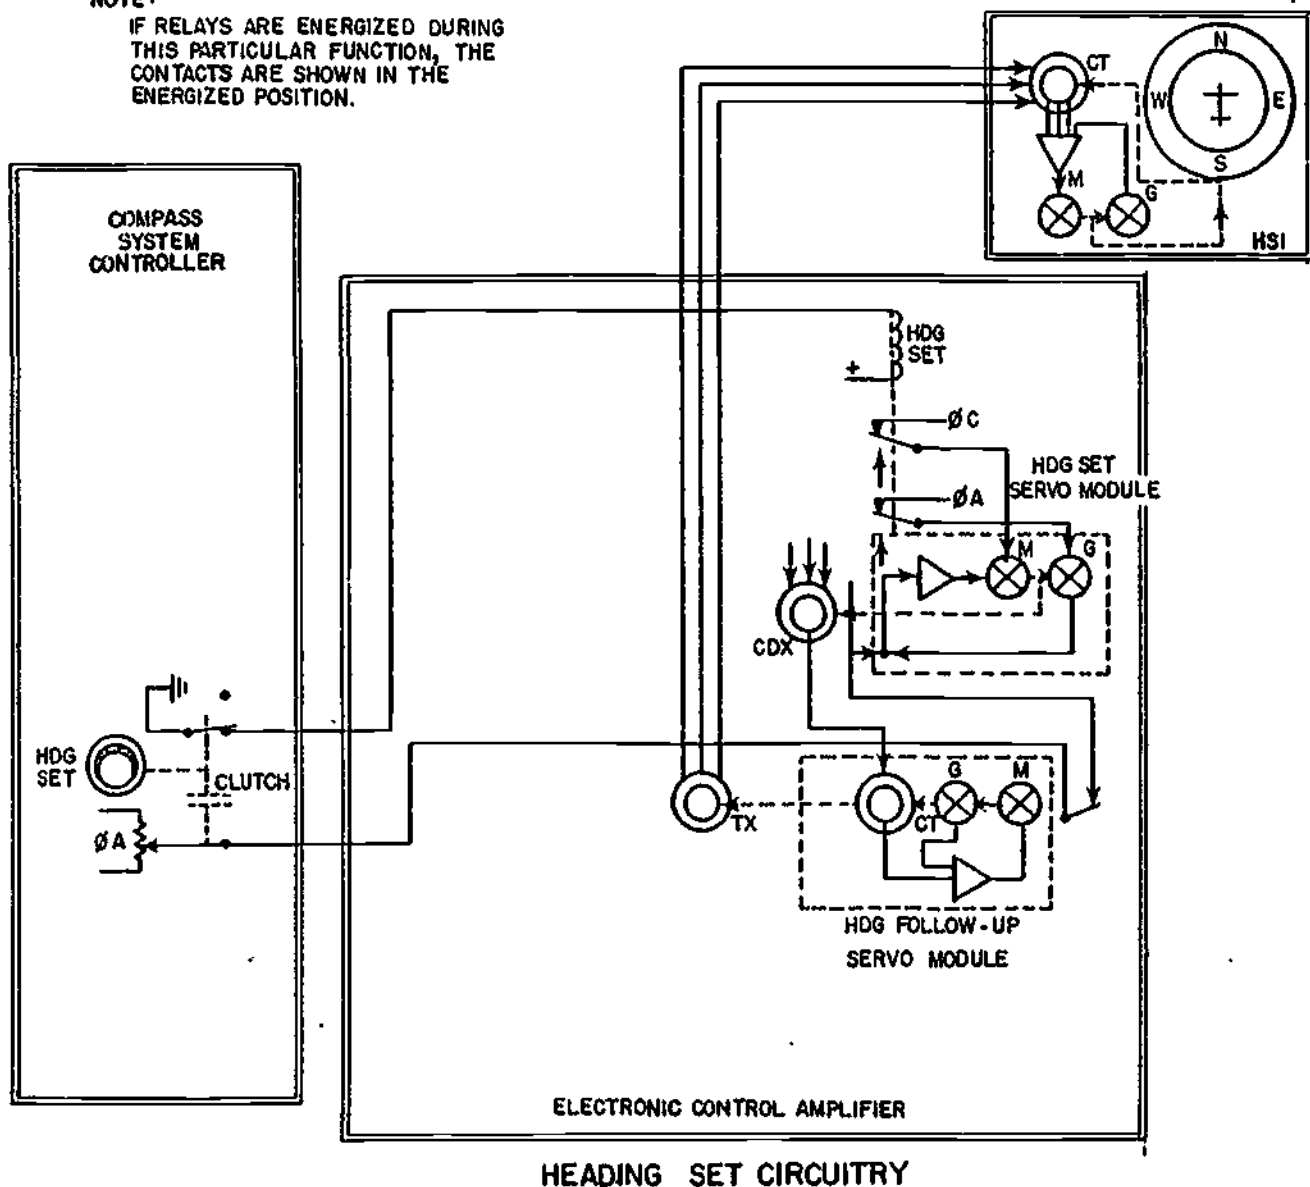 NOTE:
IF RELAYS ARE ENERGIZED DURING
THIS PARTICULAR FUNCTION, THE
CONTACTS ARE SHOWN IN THE
ENERGIZED POSITION.
CT
N
W
E
S
M
G
HSI
COMPASS
SYSTEM
CONTROLLER
HDG
SET
+
ØC
HDG SET
SERVO MODULE
ØA
M
G
CDX
HDG
SET
CLUTCH
ØA
TX
CT
G
M
HDG FOLLOW-UP
SERVO MODULE
ELECTRONIC CONTROL AMPLIFIER
HEADING SET CIRCUITRY